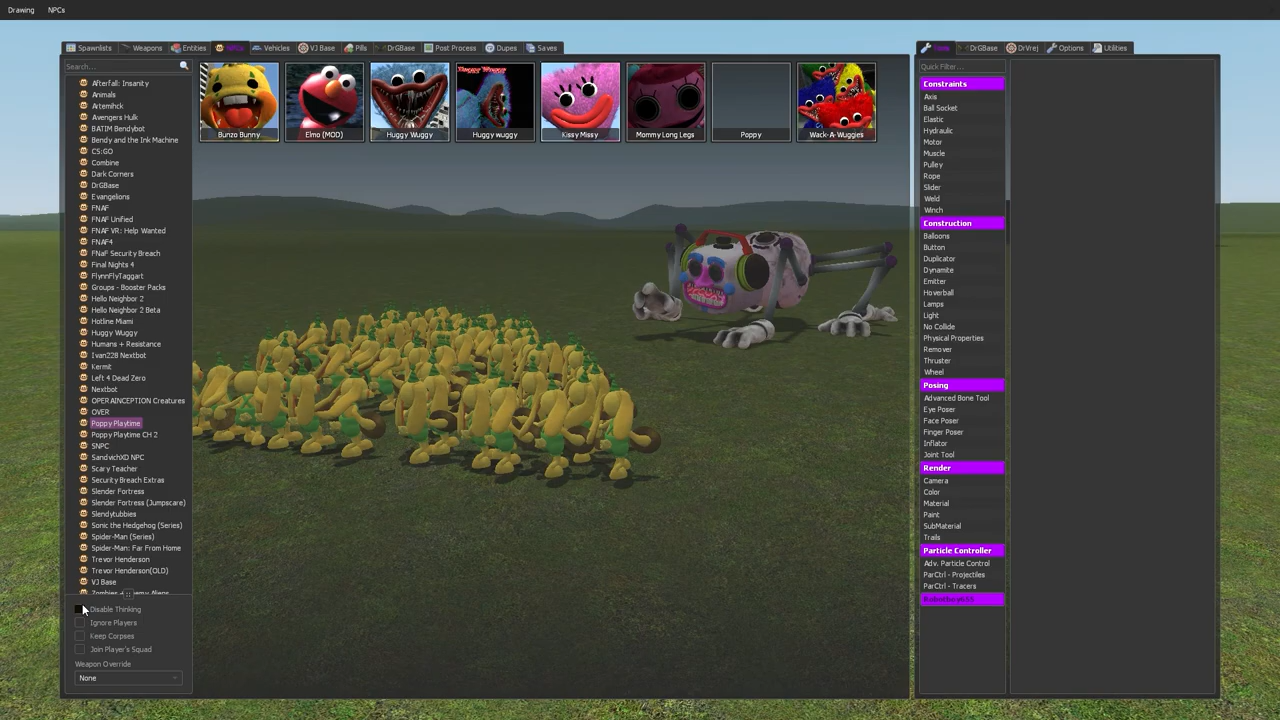 Drawing NPCs
Spawnlists Weapons Entities NPCs Vehicles VJ Base Pills DrGBase Post Process Dupes Saves
Search...
Afterfall: Insanity
Animals
Artemihck
Avengers Hulk
BATIM Bendybot
Bendy and the Ink Machine
CS:GO
Combine
Dark Corners
DrGBase
Evangelions
FNAF
FNAF Unified
FNAF VR: Help Wanted
FNAF4
FNaF Security Breach
Final Nights 4
FlynnFlyTaggart
Groups - Booster Packs
Hello Neighbor 2
Hello Neighbor 2 Beta
Hotline Miami
Huggy Wuggy
Humans + Resistance
Ivan228 Nextbot
Kermit
Left 4 Dead Zero
Nextbot
OPERAINCEPTION Creatures
OVER
Poppy Playtime
Poppy Playtime CH 2
SNPC
SandvichXD NPC
Scary Teacher
Security Breach Extras
Slender Fortress
Slender Fortress (Jumpscare)
Slendytubbies
Sonic the Hedgehog (Series)
Spider-Man (Series)
Spider-Man: Far From Home
Trevor Henderson
Trevor Henderson(OLD)
VJ Base
Disable Thinking
Ignore Players
Keep Corpses
Join Player's Squad
Weapon Override
None
Bunzo Bunny Elmo (MOD) Huggy Wuggy Huggy wuggy Kissy Missy Mommy Long Legs Poppy Wack-A-Wuggies
DrGBase DrVrej Options Utilities
Quick Filter...
Constraints
Axis
Ball Socket
Elastic
Hydraulic
Motor
Muscle
Pulley
Rope
Slider
Weld
Winch
Construction
Balloons
Button
Duplicator
Dynamite
Emitter
Hoverball
Lamps
Light
No Collide
Physical Properties
Remover
Thruster
Wheel
Posing
Advanced Bone Tool
Eye Poser
Face Poser
Finger Poser
Inflator
Joint Tool
Render
Camera
Color
Material
Paint
SubMaterial
Trails
Particle Controller
Adv. Particle Control
ParCtrl - Projectiles
ParCtrl - Tracers